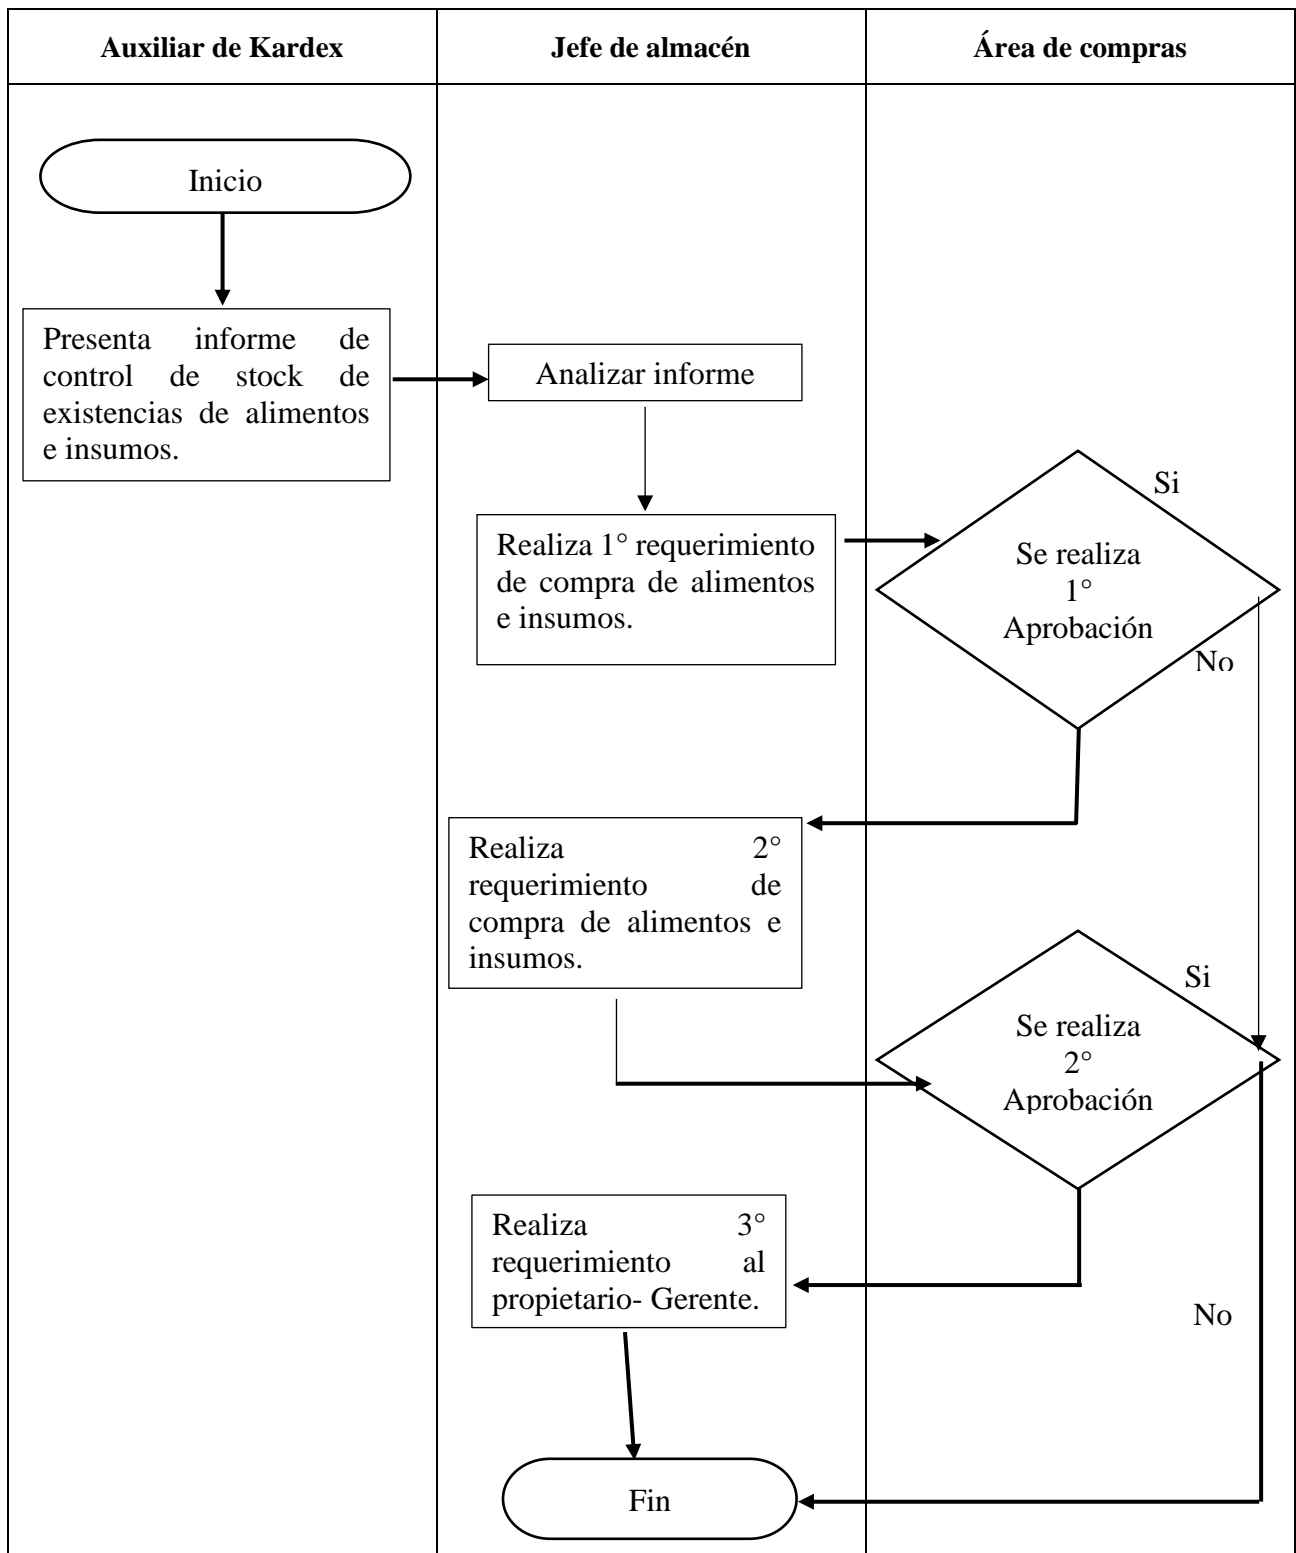 Auxiliar de Kardex
Jefe de almacén
Área de compras
Inicio
Presenta informe de
control de stock de
existencias de alimentos
e insumos.
Analizar informe
Si
Realiza 1° requerimiento
de compra de alimentos
e insumos.
Se realiza
1°
Aprobación
No
Realiza 2°
requerimiento de
compra de alimentos e
insumos.
Si
Se realiza
2°
Aprobación
Realiza 3°
requerimiento al
propietario- Gerente.
No
Fin